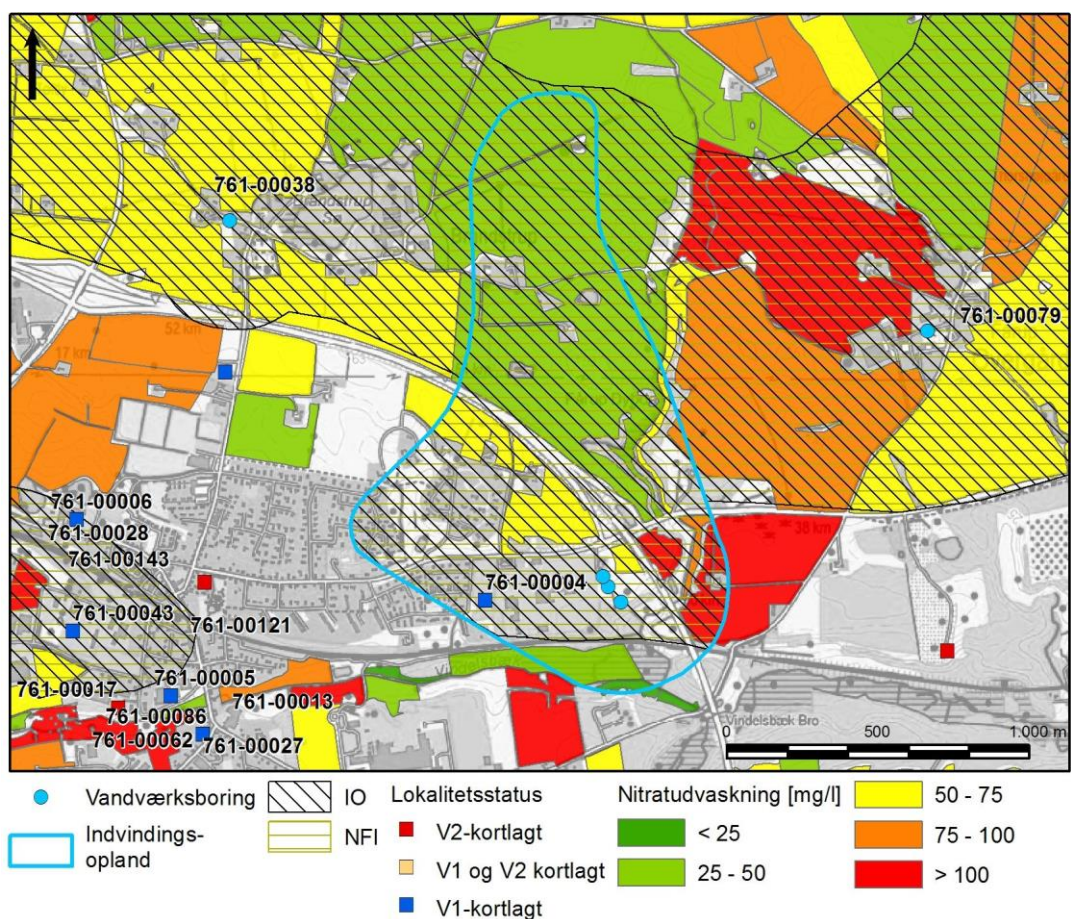 761-00038
761-00079
52 km
17 km
761-00006
761-00028
761-00143
761-00004
38 km
761-00043
761-00121
761-00005
761-00017
761-00013
761-00086
761-00062
761-00027
Vindelsbæk Bro
0 500 1.000 m
Vandværksboring
Indvindings-
opland
IO
NFI
Lokalitetsstatus
V2-kortlagt
V1 og V2 kortlagt
V1-kortlagt
Nitratudvaskning [mg/l]
< 25
25 - 50
50 - 75
75 - 100
> 100